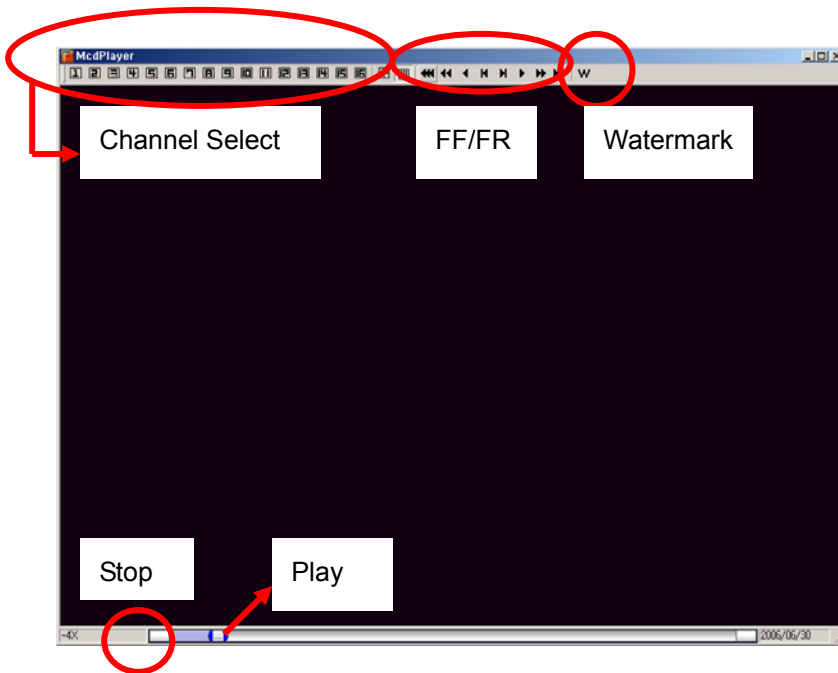 McdPlayer
1 2 3 4 5 6 7 8 9 10 11 12 13 14 15 16 W
Channel Select FF/FR Watermark
Stop Play
-4X 2006/06/30